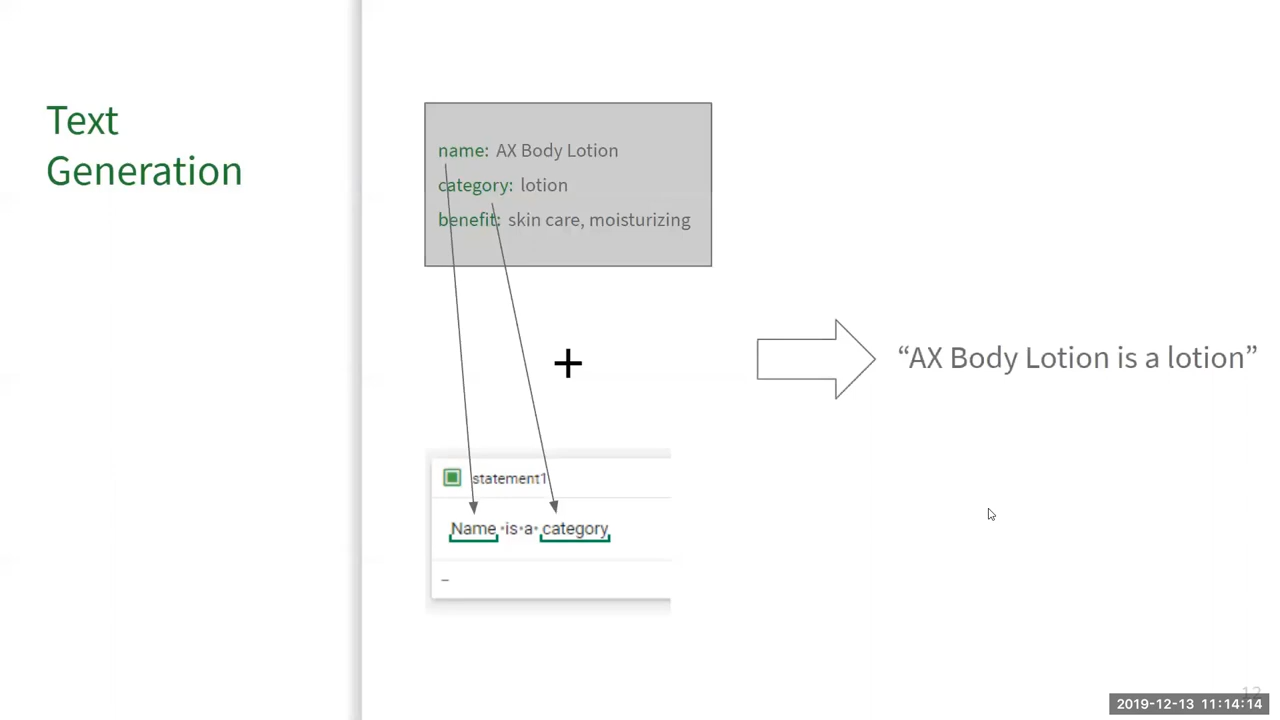 Text
Generation
name: AX Body Lotion
category: lotion
benefit: skin care, moisturizing
+
“AX Body Lotion is a lotion”
statement1
Name is a category
–
12
2019-12-13 11:14:14